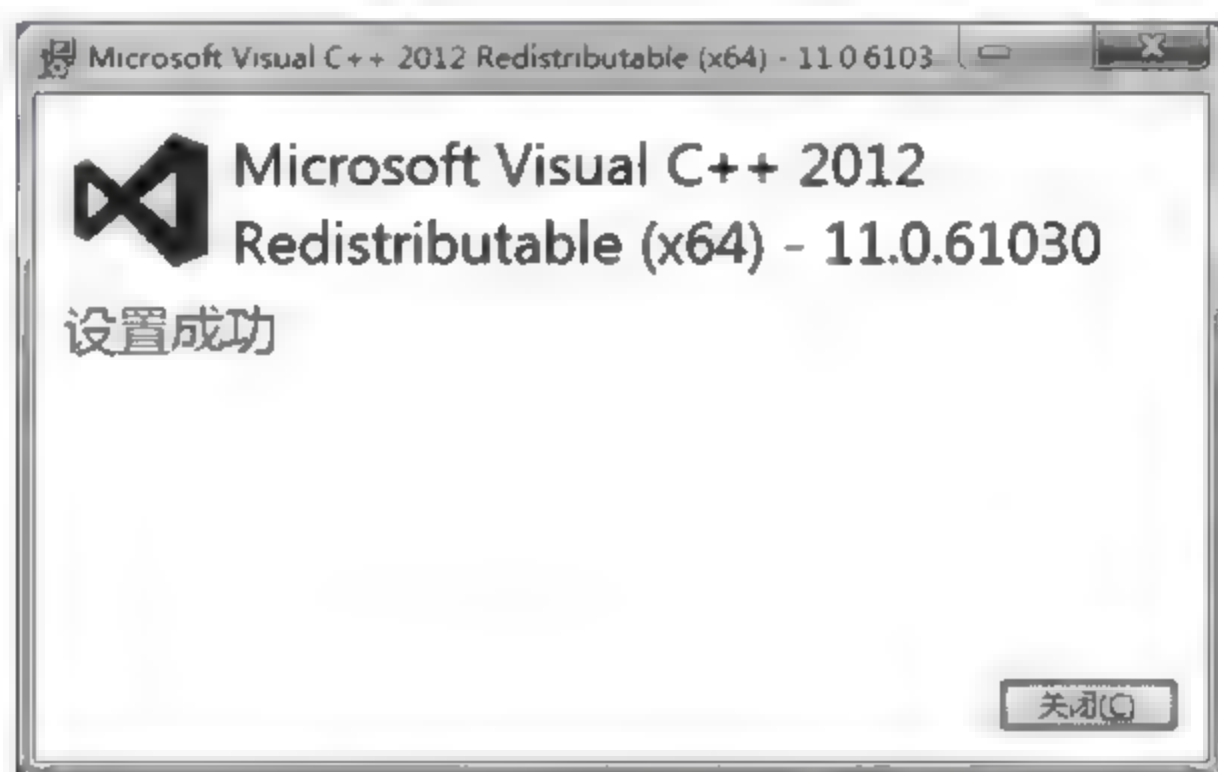 Microsoft Visual C++ 2012 Redistributable (x64) - 11.0.6103
Microsoft Visual C++ 2012
Redistributable (x64) - 11.0.61030
设置成功
关闭(C)